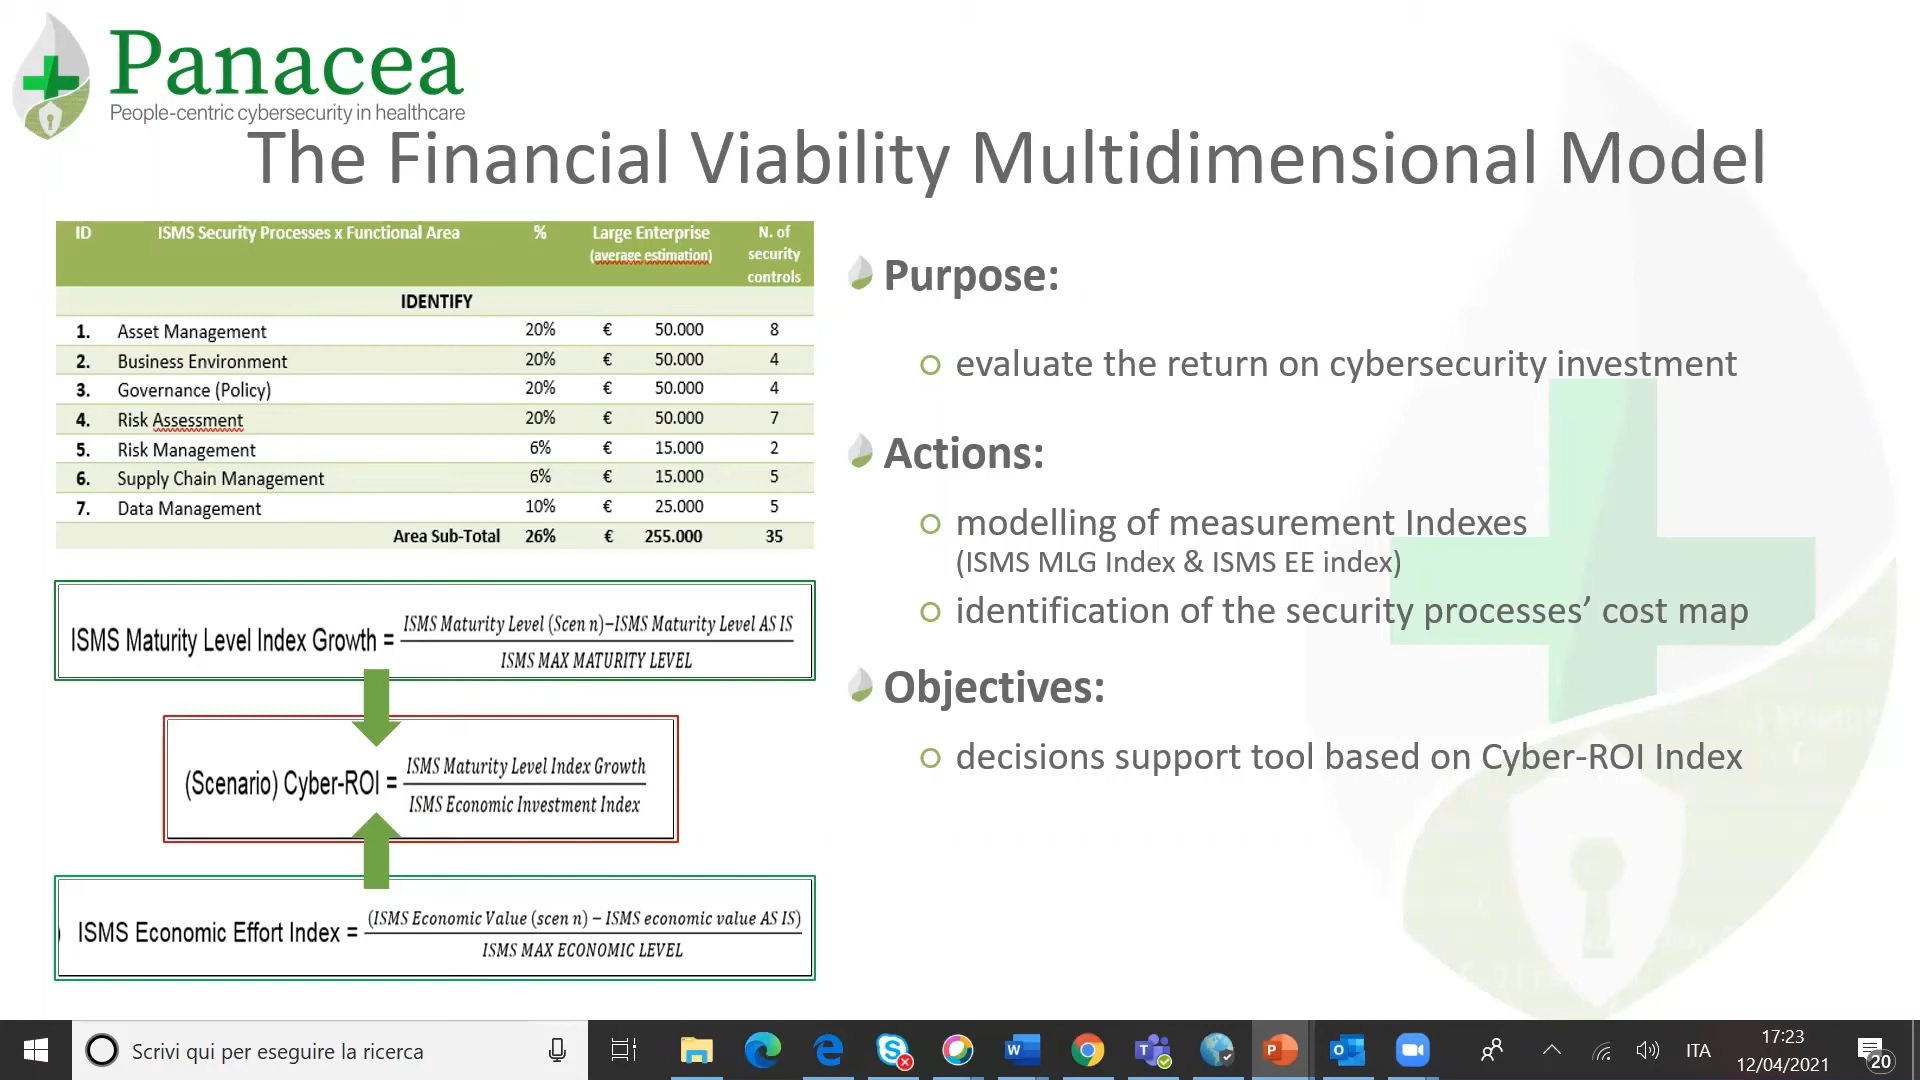 Panacea
People-centric cybersecurity in healthcare
The Financial Viability Multidimensional Model
ID ISMS Security Processes x Functional Area % Large Enterprise (average estimation) N. of security controls
IDENTIFY
1. Asset Management 20% € 50.000 8
2. Business Environment 20% € 50.000 4
3. Governance (Policy) 20% € 50.000 4
4. Risk Assessment 20% € 50.000 7
5. Risk Management 6% € 15.000 2
6. Supply Chain Management 6% € 15.000 5
7. Data Management 10% € 25.000 5
Area Sub-Total 26% € 255.000 35
ISMS Maturity Level Index Growth =
ISMS Maturity Level (Scen n)−ISMS Maturity Level AS IS
ISMS MAX MATURITY LEVEL
(Scenario) Cyber-ROI =
ISMS Maturity Level Index Growth
ISMS Economic Investment Index
ISMS Economic Effort Index =
(ISMS Economic Value (scen n) − ISMS economic value AS IS)
ISMS MAX ECONOMIC LEVEL
Purpose:
evaluate the return on cybersecurity investment
Actions:
modelling of measurement Indexes
(ISMS MLG Index & ISMS EE index)
identification of the security processes’ cost map
Objectives:
decisions support tool based on Cyber-ROI Index
Scrivi qui per eseguire la ricerca
ITA
17:23
12/04/2021
20